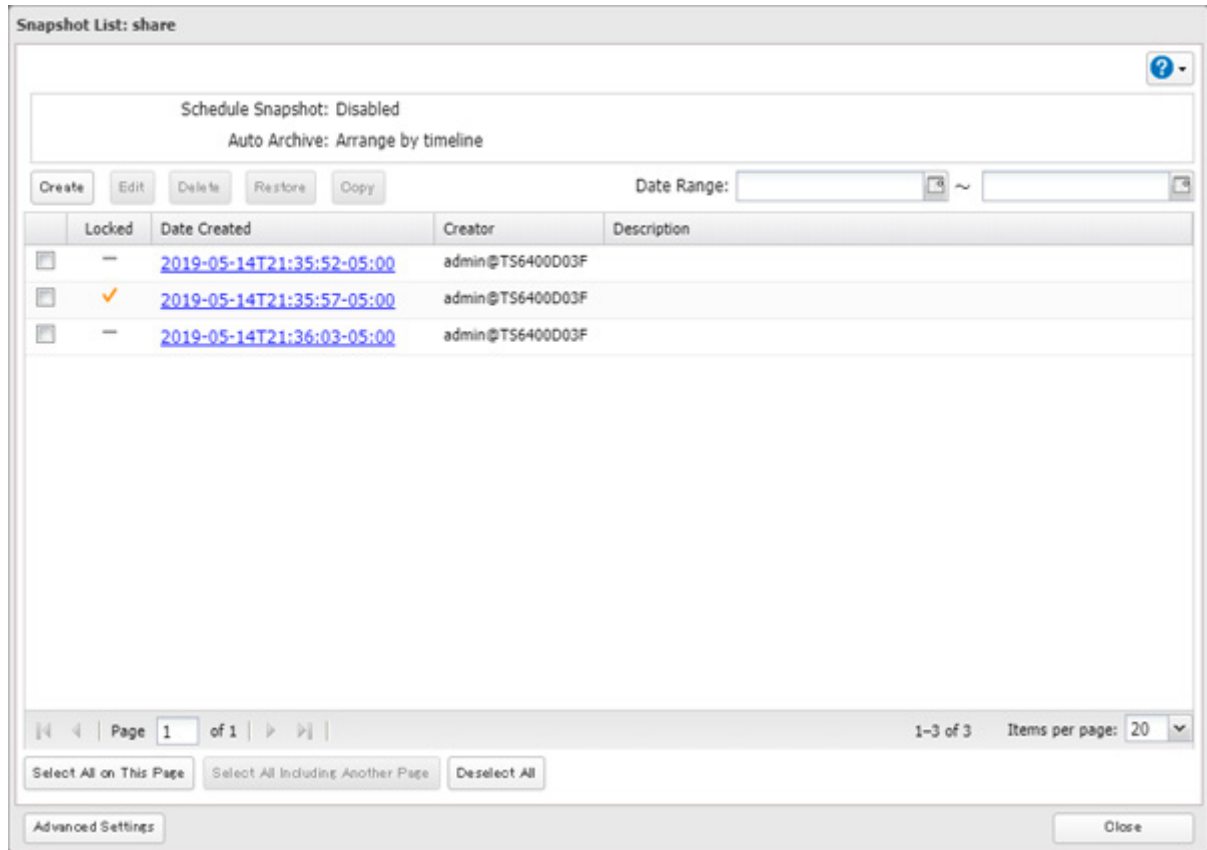 Snapshot List: share
?
Schedule Snapshot: Disabled
Auto Archive: Arrange by timeline
Create Edit Delete Restore Copy Date Range: ~
Locked Date Created Creator Description
2019-05-14T21:35:52-05:00 admin@TS6400D03F
2019-05-14T21:35:57-05:00 admin@TS6400D03F
2019-05-14T21:36:03-05:00 admin@TS6400D03F
Page 1 of 1 1-3 of 3 Items per page: 20
Select All on This Page Select All Including Another Page Deselect All
Advanced Settings Close